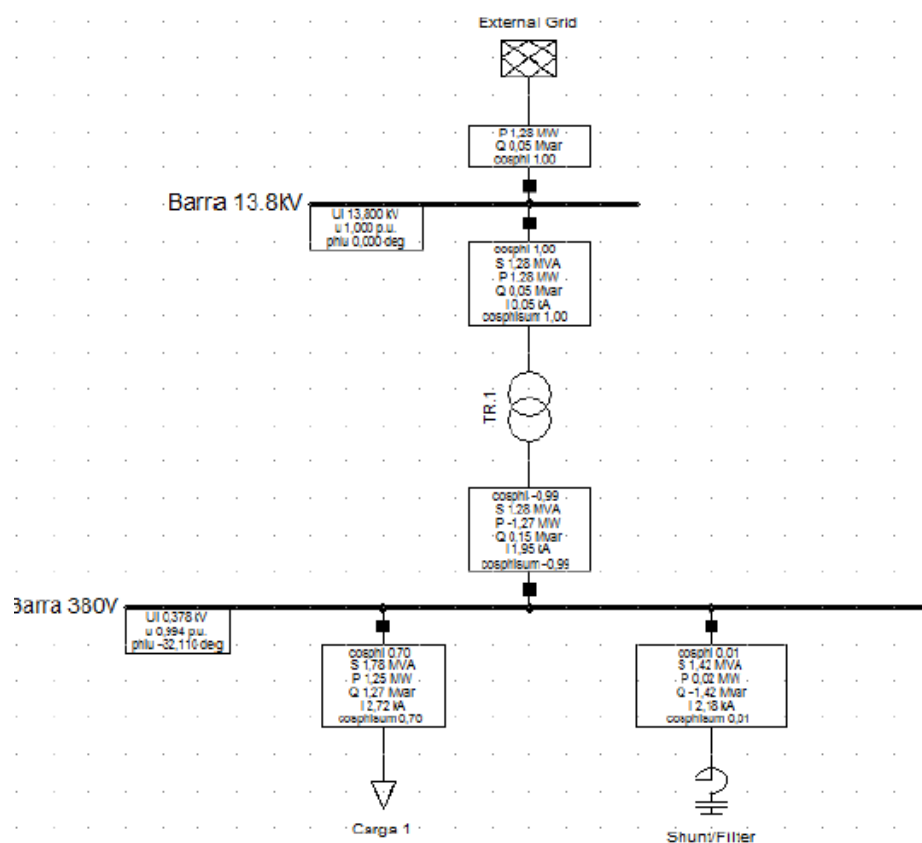 External Grid
P 1,28 MW
Q 0,05 Mvar
cosphi 1,00
Barra 13.8kV
Ul 13,800 kV
u 1,000 p.u.
phiu 0,000 deg
cosphi 1,00
S 1,28 MVA
P 1,28 MW
Q 0,05 Mvar
I 0,05 kA
cosphisum 1,00
TR.1
cosphi -0,99
S 1,28 MVA
P -1,27 MW
Q 0,15 Mvar
I 1,95 kA
cosphisum -0,99
Barra 380V
Ul 0,378 kV
u 0,994 p.u.
phiu -32,110 deg
cosphi 0,70
S 1,78 MVA
P 1,25 MW
Q 1,27 Mvar
I 2,72 kA
cosphisum 0,70
cosphi 0,01
S 1,42 MVA
P 0,02 MW
Q -1,42 Mvar
I 2,18 kA
cosphisum 0,01
Carga 1
Shunt/Filter